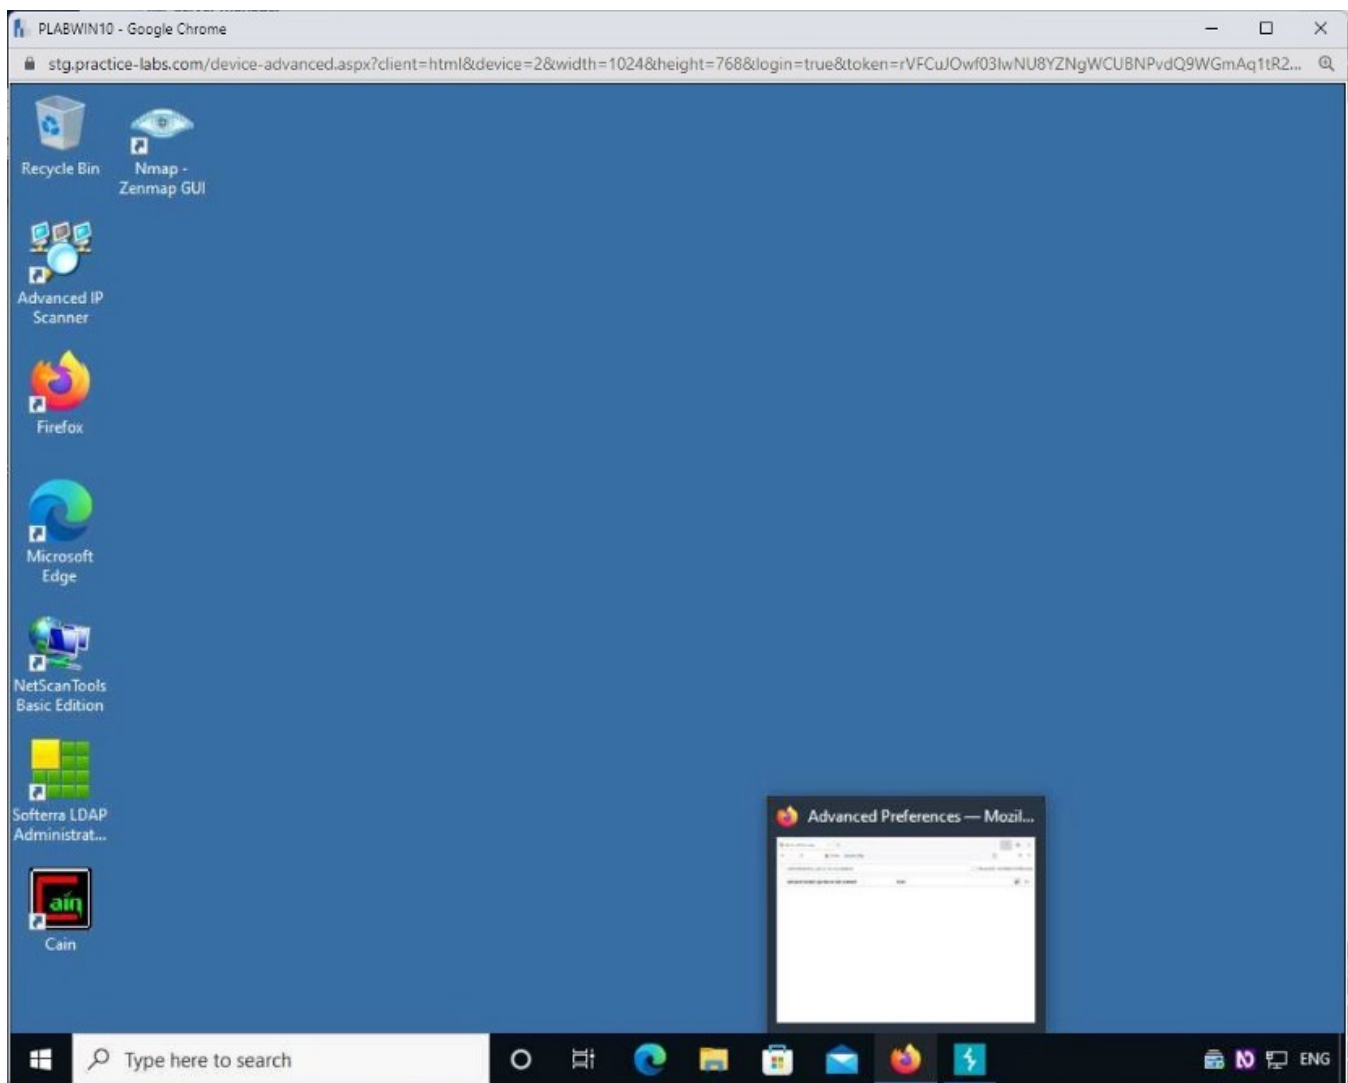 PLABWIN10 - Google Chrome
stg.practice-labs.com/device-advanced.aspx?client=html&device=2&width=1024&height=768&login=true&token=rVFCuJOwf03IwNU8YZNgWCUBNPvdQ9WGmAq1tR2...
Recycle Bin
Nmap -
Zenmap GUI
Advanced IP
Scanner
Firefox
Microsoft
Edge
NetScanTools
Basic Edition
Softerra LDAP
Administrat...
Cain
Advanced Preferences — Mozil...
Type here to search
ENG